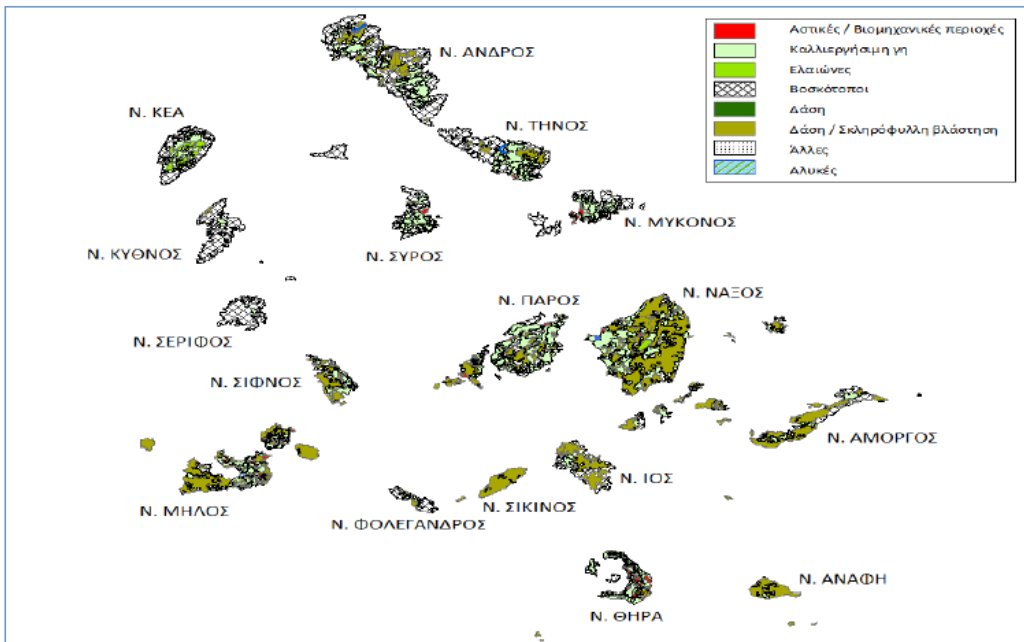 Αστικές / Βιομηχανικές περιοχές
Καλλιεργήσιμη γη
Ελαιώνες
Βοσκότοποι
Δάση
Δάση / Σκληρόφυλλη βλάστηση
Άλλες
Αλυκές
Ν. ΑΝΔΡΟΣ
Ν. ΚΕΑ
Ν. ΤΗΝΟΣ
Ν. ΜΥΚΟΝΟΣ
Ν. ΚΥΘΝΟΣ
Ν. ΣΥΡΟΣ
Ν. ΝΑΞΟΣ
Ν. ΠΑΡΟΣ
Ν. ΣΕΡΙΦΟΣ
Ν. ΣΙΦΝΟΣ
Ν. ΑΜΟΡΓΟΣ
Ν. ΙΟΣ
Ν. ΣΙΚΙΝΟΣ
Ν. ΜΗΛΟΣ
Ν. ΦΟΛΕΓΑΝΔΡΟΣ
Ν. ΑΝΑΦΗ
Ν. ΘΗΡΑ